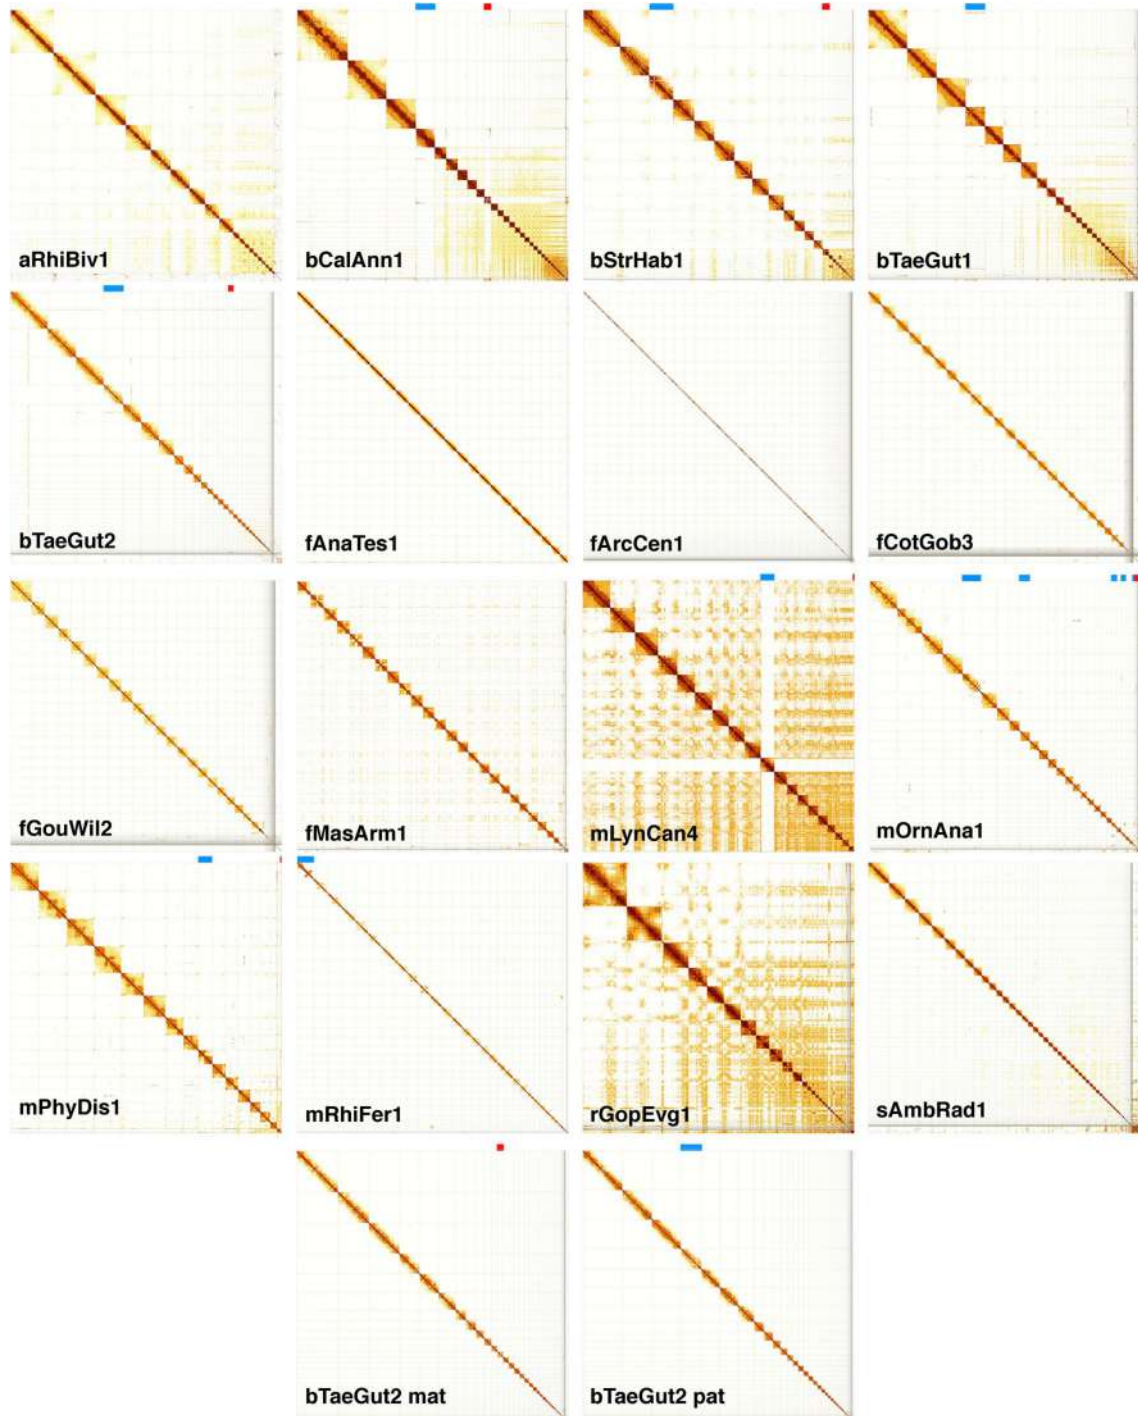 aRhiBiv1
bCalAnn1
bStrHab1
bTaeGut1
bTaeGut2
fAnaTes1
fArcCen1
fCotGob3
fGouWil2
fMasArm1
mLynCan4
mOrnAna1
mPhyDis1
mRhiFer1
rGopEvg1
sAmbRad1
bTaeGut2 mat
bTaeGut2 pat